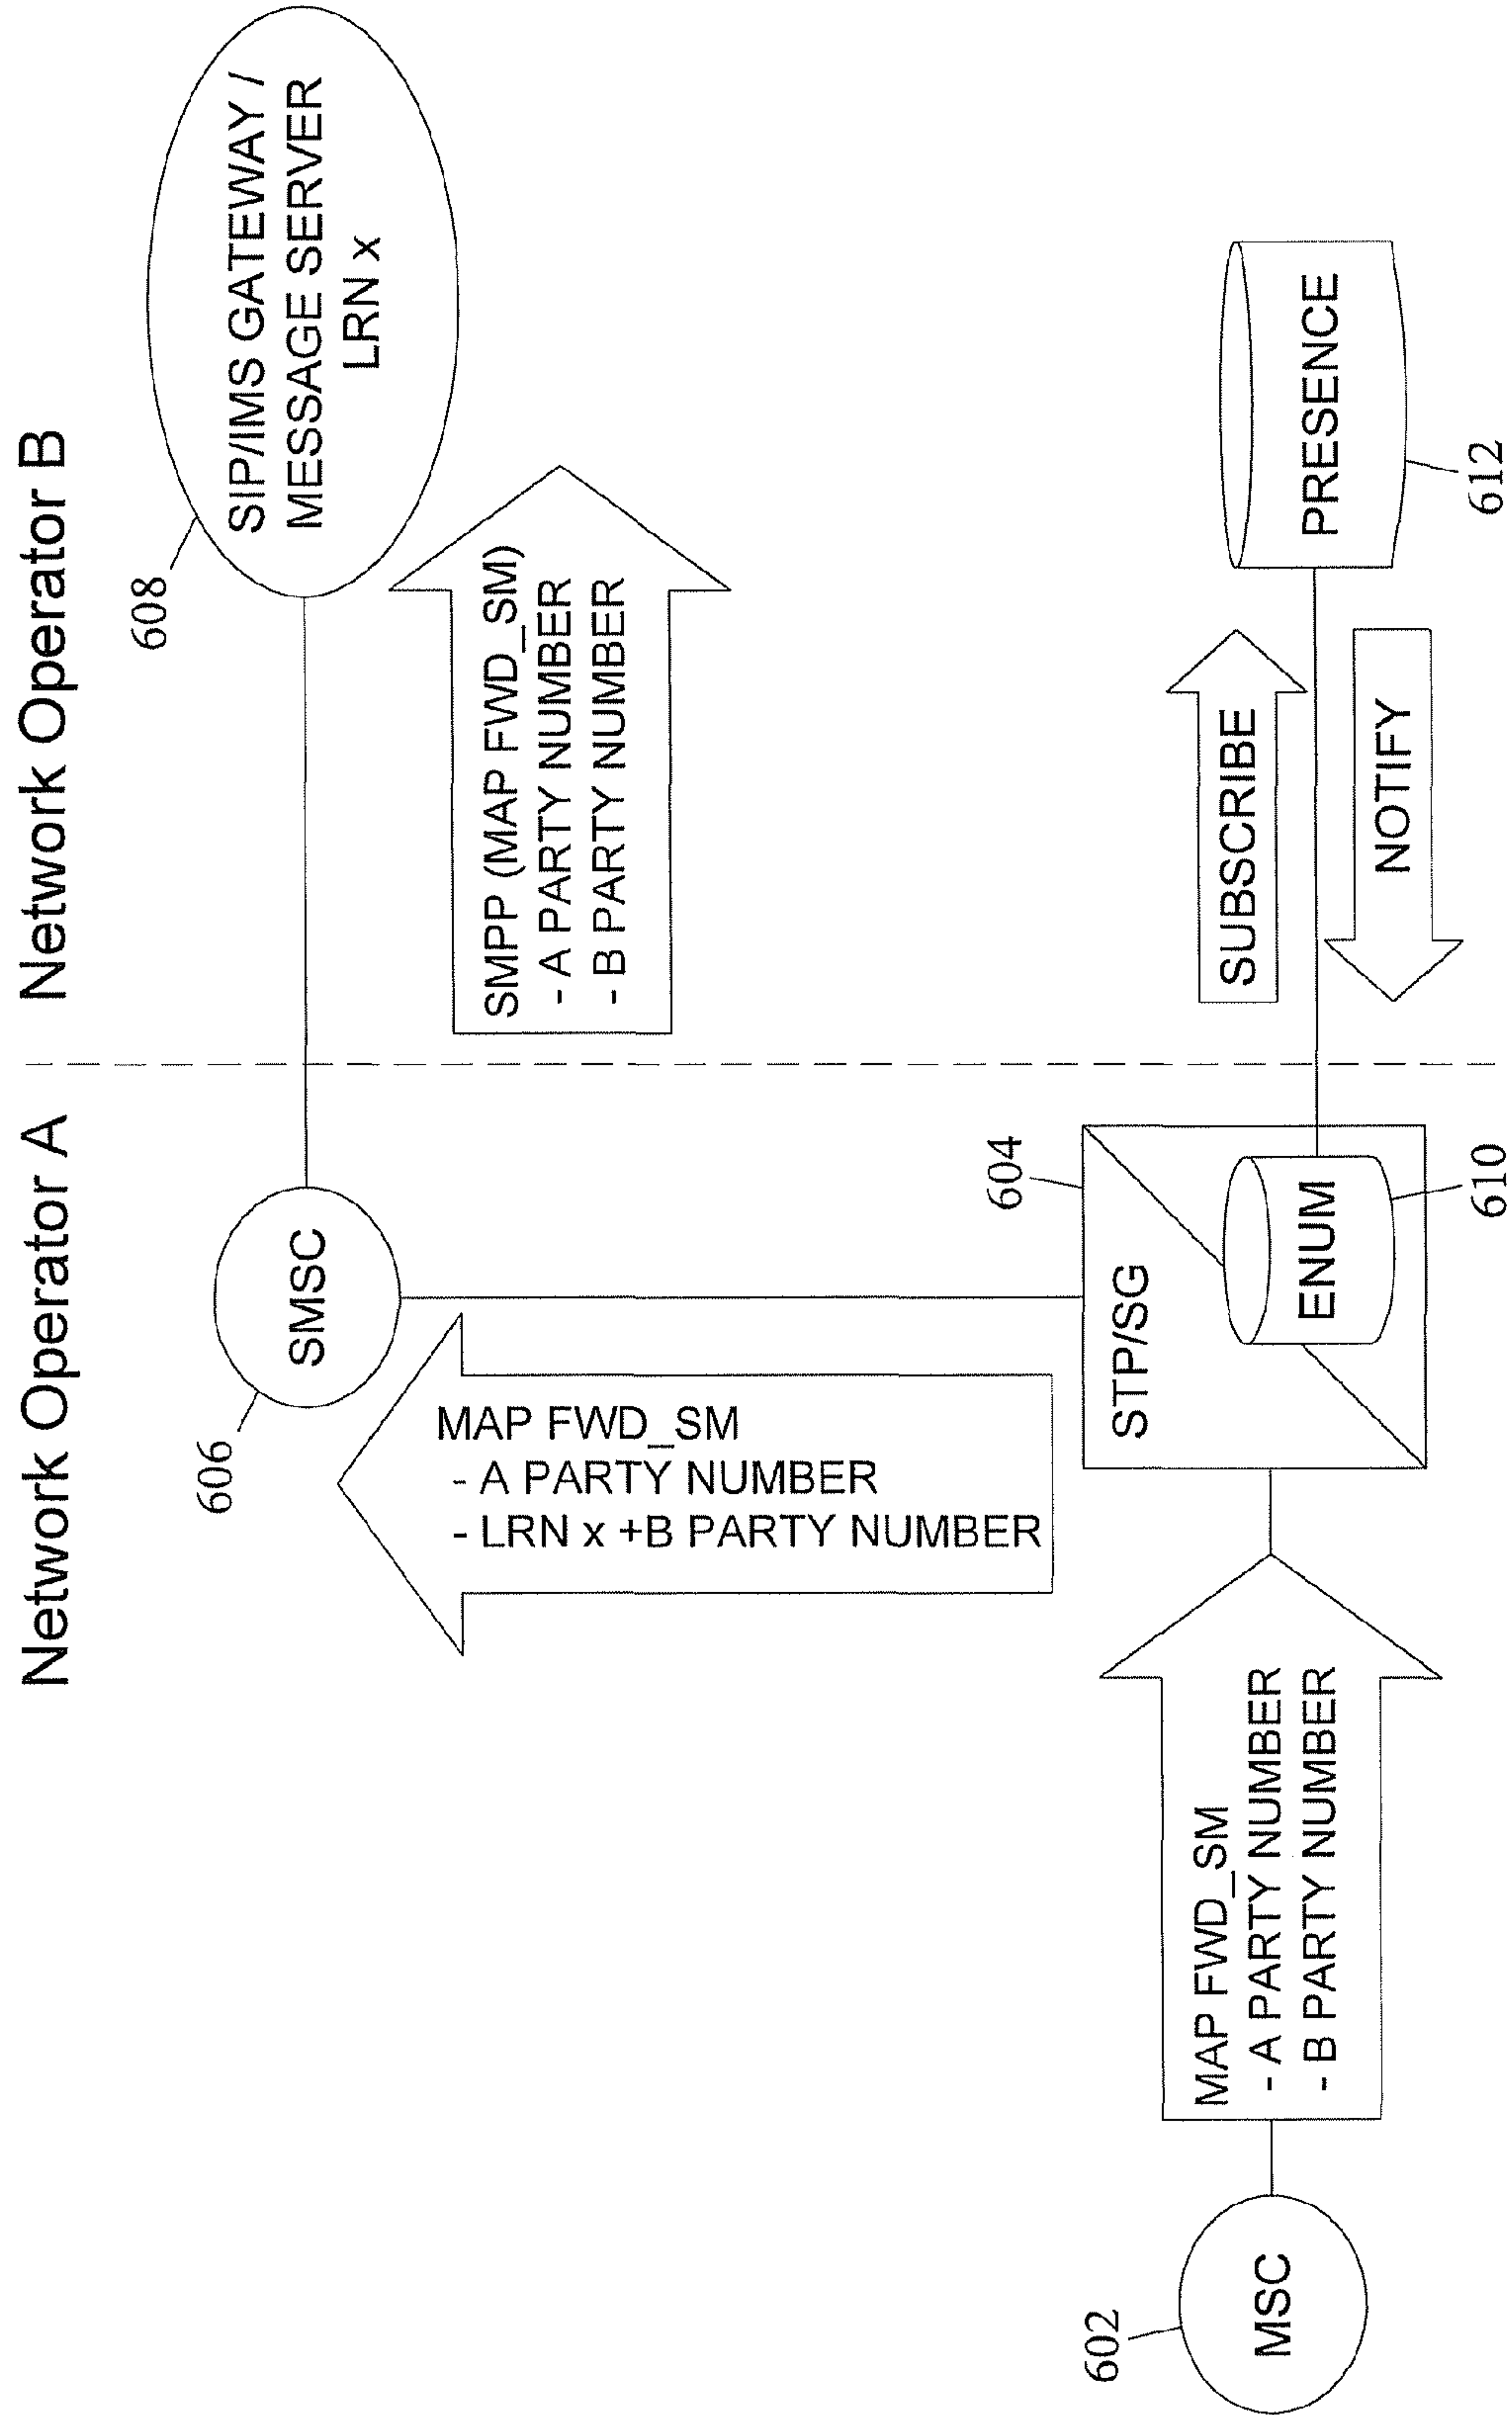 Network Operator A
Network Operator B
606
SMSC
608
SIP/IMS GATEWAY /
MESSAGE SERVER
LRN x
MAP FWD_SM
- A PARTY NUMBER
- LRN x +B PARTY NUMBER
SMPP (MAP FWD_SM)
- A PARTY NUMBER
- B PARTY NUMBER
602
MSC
MAP FWD_SM
- A PARTY NUMBER
- B PARTY NUMBER
604
STP/SG
ENUM
610
SUBSCRIBE
NOTIFY
PRESENCE
612